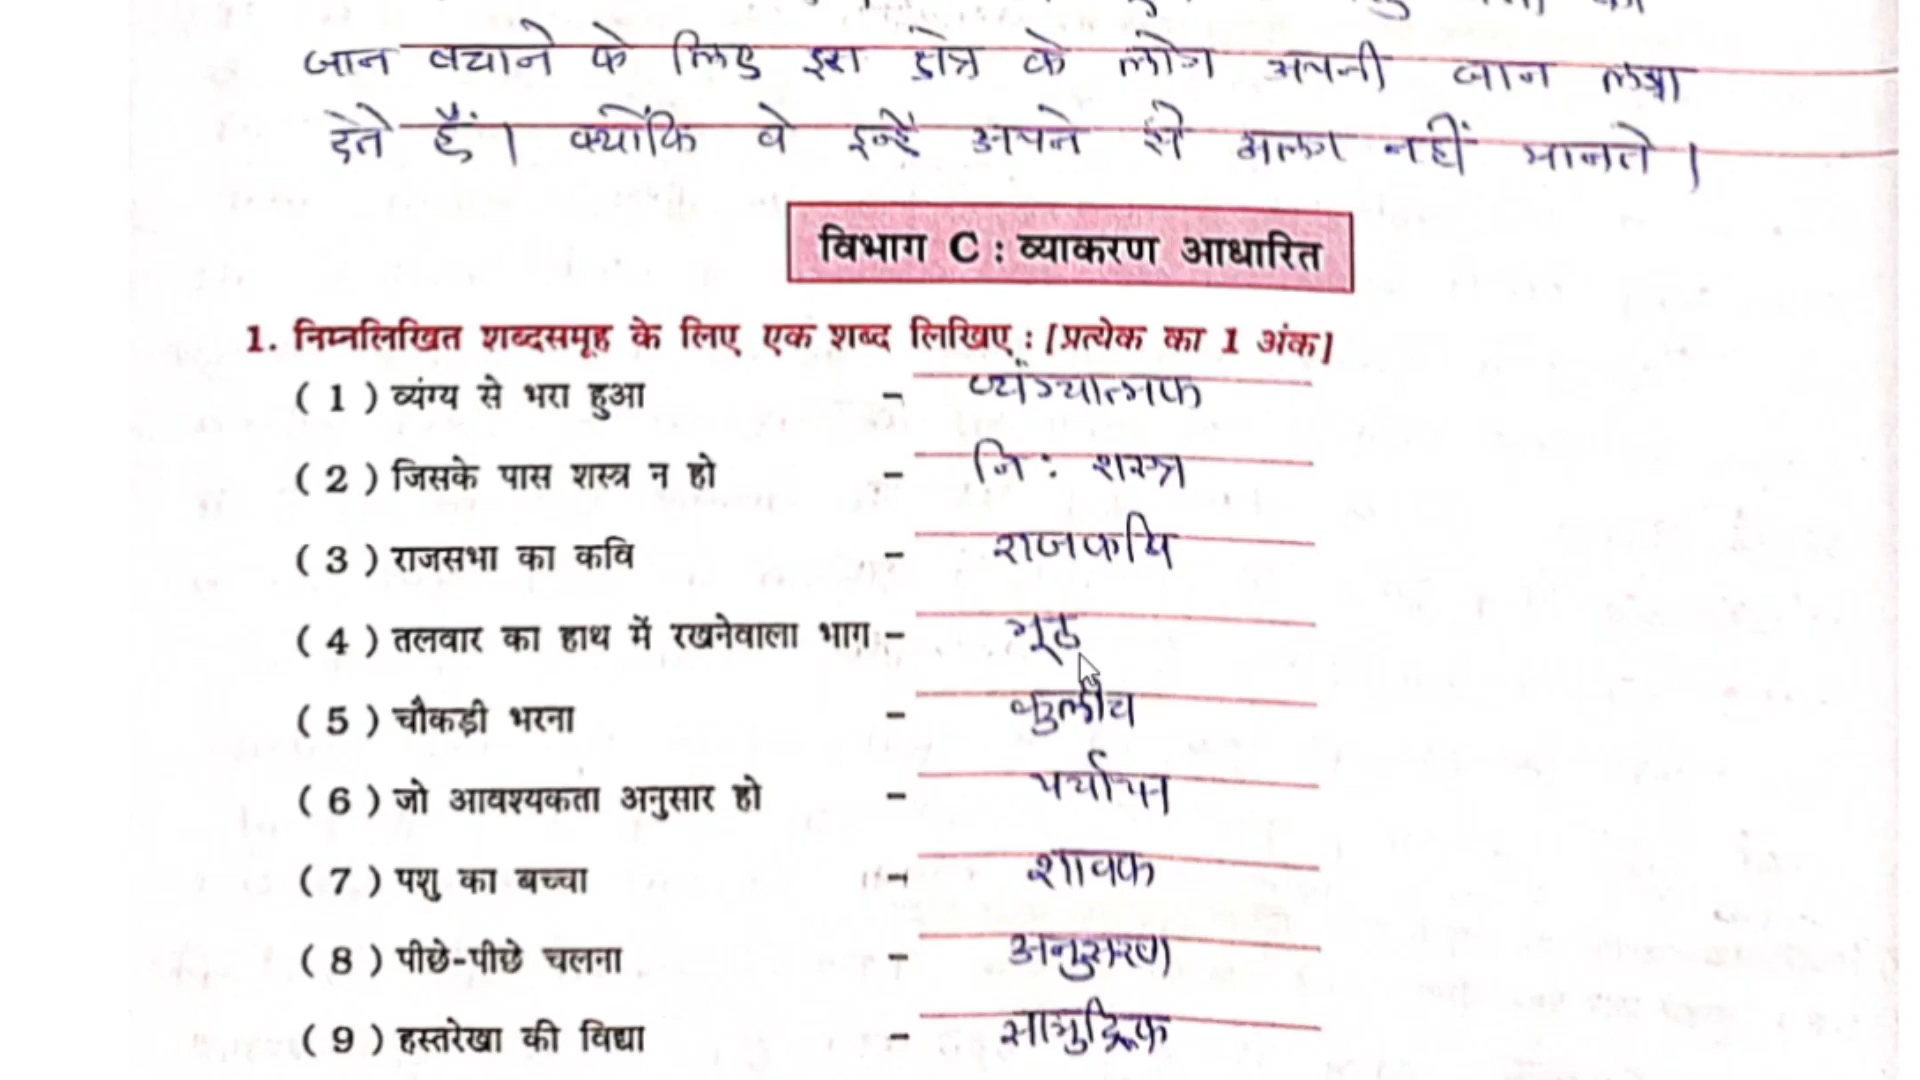 जान बचाने के लिए इस क्षेत्र के लोग अपनी जान लगा
देते हैं। क्योंकि वे इन्हें अपने से अलग नहीं मानते।
विभाग C : व्याकरण आधारित
1. निम्नलिखित शब्दसमूह के लिए एक शब्द लिखिए : [प्रत्येक का 1 अंक]
( 1 ) व्यंग्य से भरा हुआ - व्यंग्यात्मक
( 2 ) जिसके पास शस्त्र न हो - नि: शस्त्र
( 3 ) राजसभा का कवि - राजकवि
( 4 ) तलवार का हाथ में रखनेवाला भाग - मूठ
( 5 ) चौकड़ी भरना - कुलाँच
( 6 ) जो आवश्यकता अनुसार हो - पर्याप्त
( 7 ) पशु का बच्चा - शावक
( 8 ) पीछे-पीछे चलना - अनुसरण
( 9 ) हस्तरेखा की विद्या - सामुद्रिक